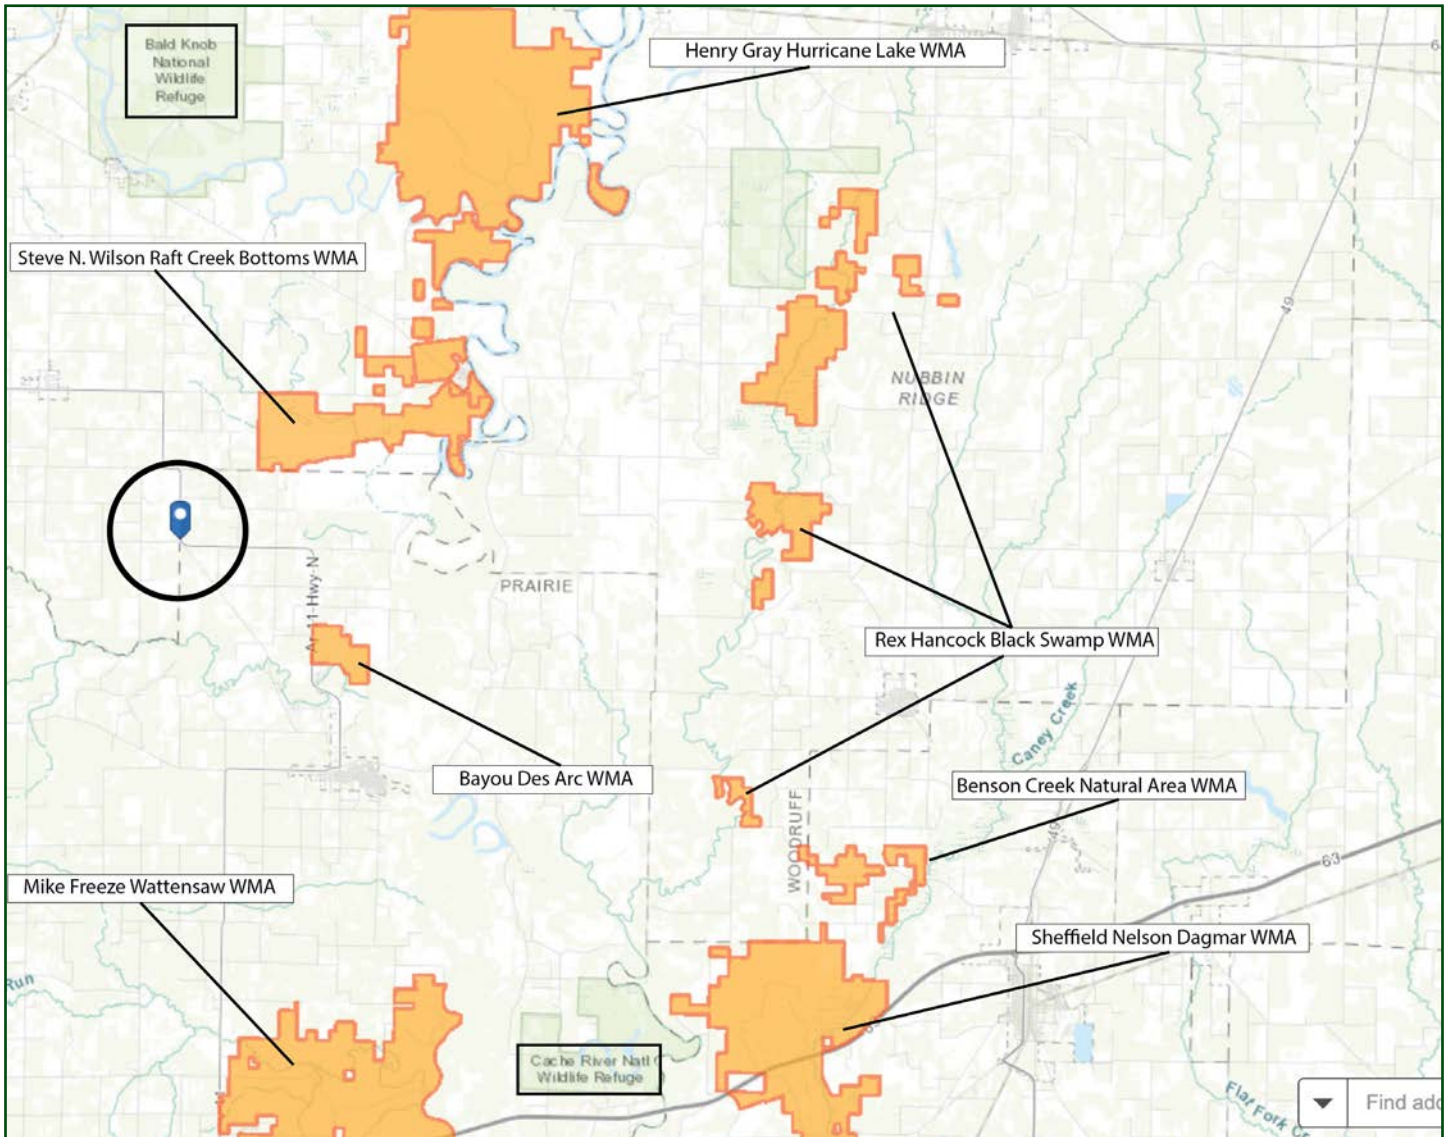 Bald Knob
National
Wildlife
Refuge
Henry Gray Hurricane Lake WMA
Steve N. Wilson Raft Creek Bottoms WMA
49
NUBBIN
RIDGE
PRAIRIE
Ar 11 Hwy N
Rex Hancock Black Swamp WMA
Caney Creek
Bayou Des Arc WMA
Benson Creek Natural Area WMA
WOODRUFF
49
63
Mike Freeze Wattensaw WMA
Sheffield Nelson Dagmar WMA
Run
Cache River Natl
Wildlife Refuge
Flat Fork
Find